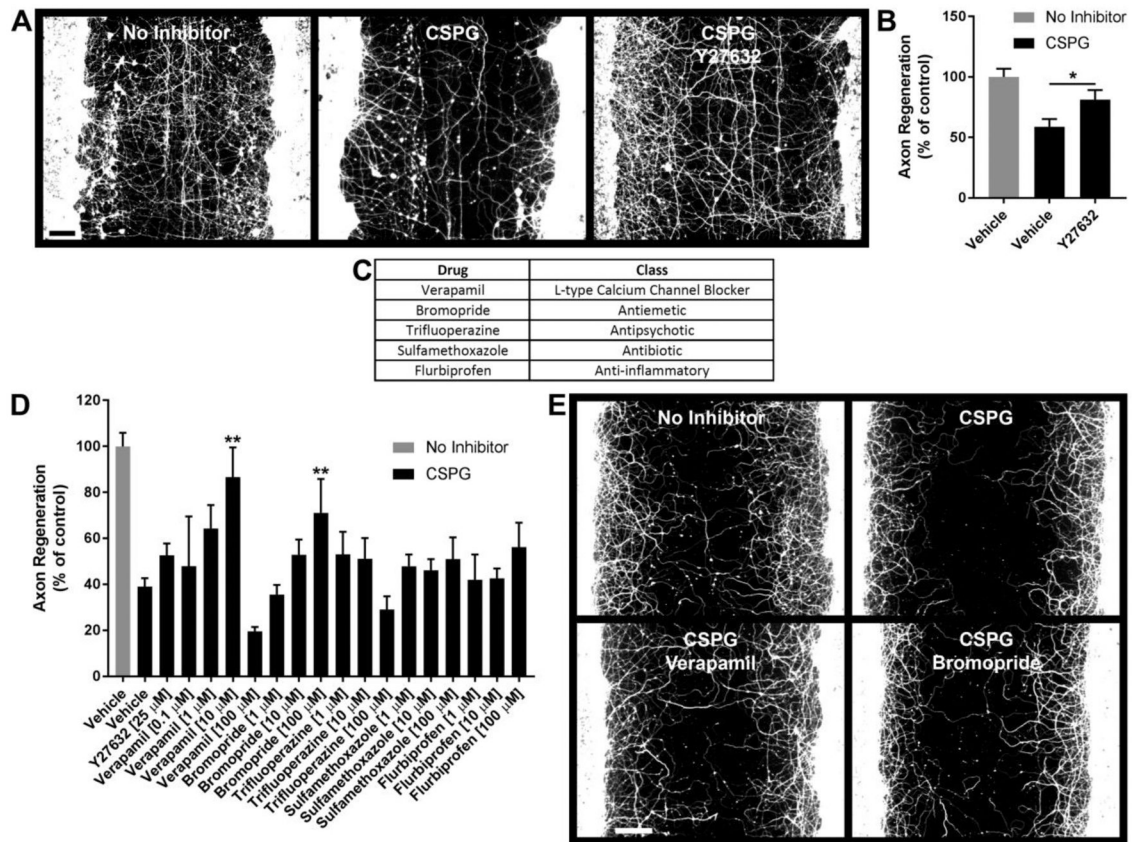 A
No Inhibitor
CSPG
CSPG
Y27632
B
150
100
50
0
Axon Regeneration
(% of control)
No Inhibitor
CSPG
*
Vehicle
Vehicle
Y27632
C
Drug Class
Verapamil L-type Calcium Channel Blocker
Bromopride Antiemetic
Trifluoperazine Antipsychotic
Sulfamethoxazole Antibiotic
Flurbiprofen Anti-inflammatory
D
120
100
80
60
40
20
0
Axon Regeneration
(% of control)
**
**
No Inhibitor
CSPG
Vehicle
Vehicle
Y27632 [25 µM]
Verapamil [0.1 µM]
Verapamil [1 µM]
Verapamil [10 µM]
Verapamil [100 µM]
Bromopride [1 µM]
Bromopride [10 µM]
Bromopride [100 µM]
Trifluoperazine [1 µM]
Trifluoperazine [10 µM]
Trifluoperazine [100 µM]
Sulfamethoxazole [1 µM]
Sulfamethoxazole [10 µM]
Sulfamethoxazole [100 µM]
Flurbiprofen [1 µM]
Flurbiprofen [10 µM]
Flurbiprofen [100 µM]
E
No Inhibitor
CSPG
CSPG
Verapamil
CSPG
Bromopride